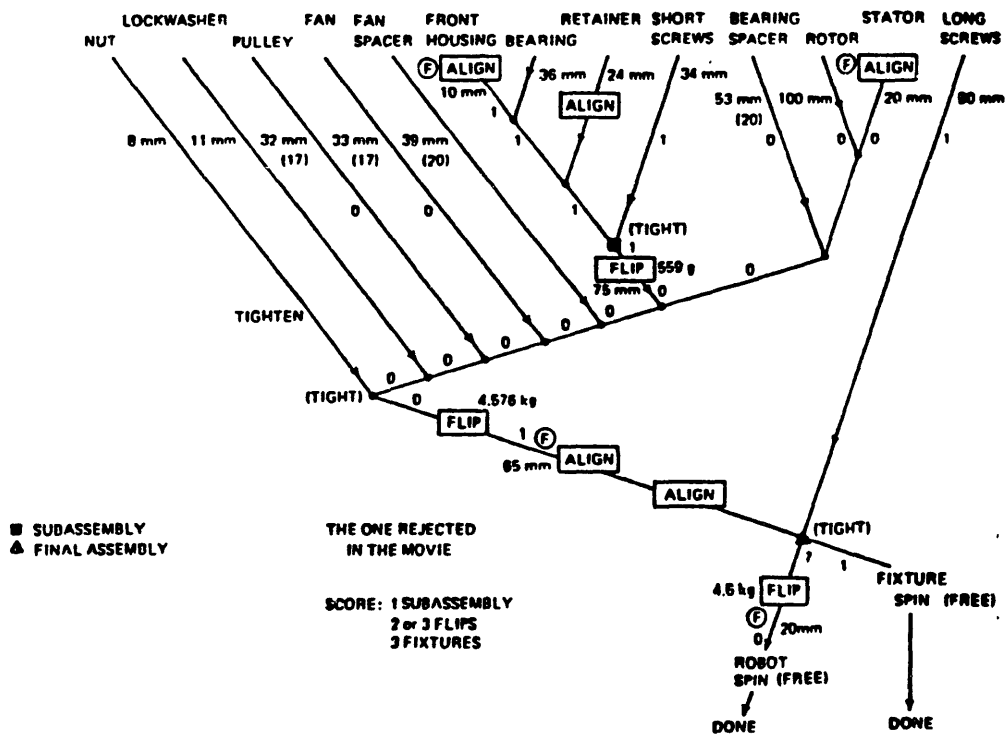 LOCKWASHER FAN FAN FRONT RETAINER SHORT BEARING STATOR LONG
NUT PULLEY SPACER HOUSING BEARING SCREWS SPACER ROTOR SCREWS
F ALIGN F ALIGN
10 mm 36 mm 24 mm 34 mm 20 mm
ALIGN
8 mm 11 mm 32 mm 33 mm 39 mm 1 53 mm 100 mm 90 mm
(17) (17) (20) 1 1 (20) 0 0 0 1
0 0 1
(TIGHT)
1
FLIP 559 g 0
75 mm 0
TIGHTEN
0 0 0 0 0
(TIGHT) 0 4.576 kg
FLIP 1 F
65 mm ALIGN
ALIGN
SUBASSEMBLY THE ONE REJECTED (TIGHT)
FINAL ASSEMBLY IN THE MOVIE ? 1
4.6 kg FLIP FIXTURE
SPIN (FREE)
SCORE: 1 SUBASSEMBLY
2 or 3 FLIPS F
3 FIXTURES 0 20mm
ROBOT
SPIN (FREE)
DONE DONE